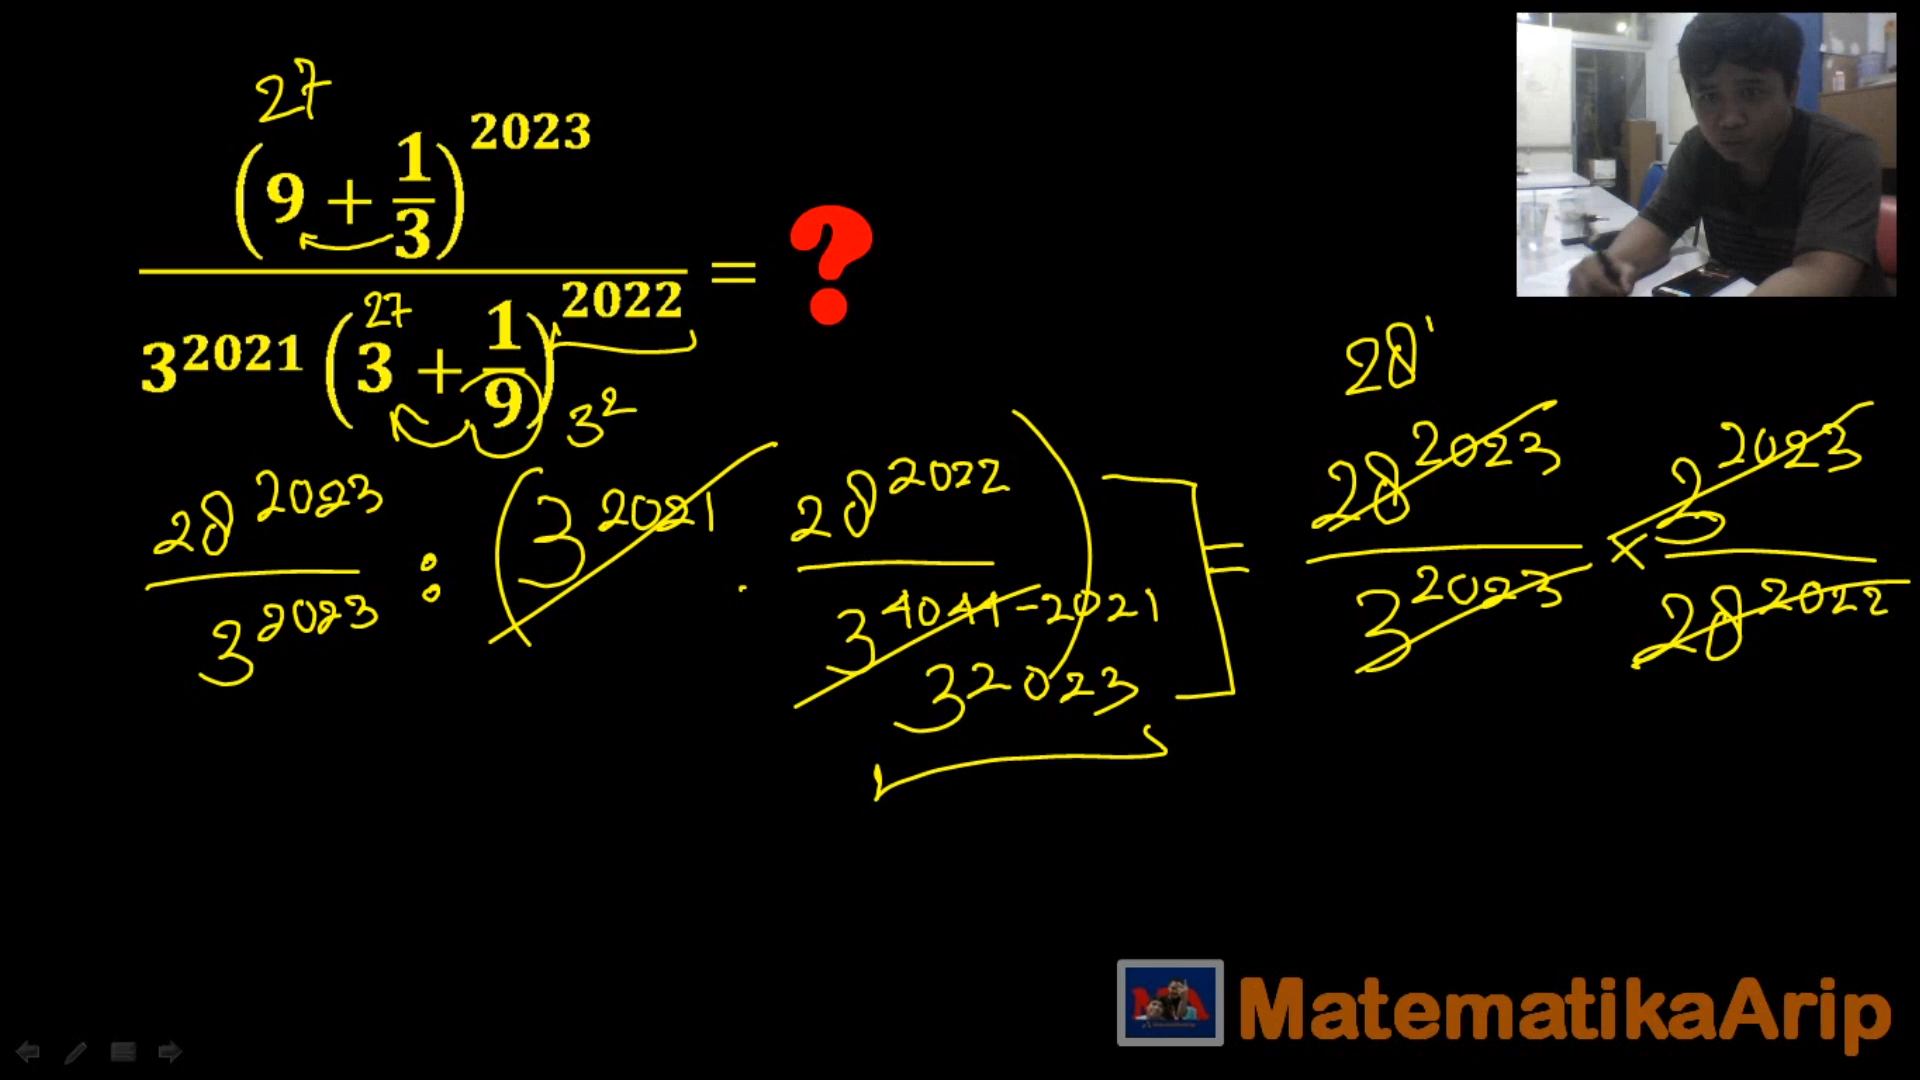 27
(9 + 1/3)^2023
= ?
3^2021 (3 + 1/9)^2022
27
3^2
28^2023 / 3^2023 : (3^2021 . 28^2022 / 3^4044-2021) = 28^2023 / 3^2023 × 3^2023 / 28^2022
3^2023
28^1
MatematikaArip